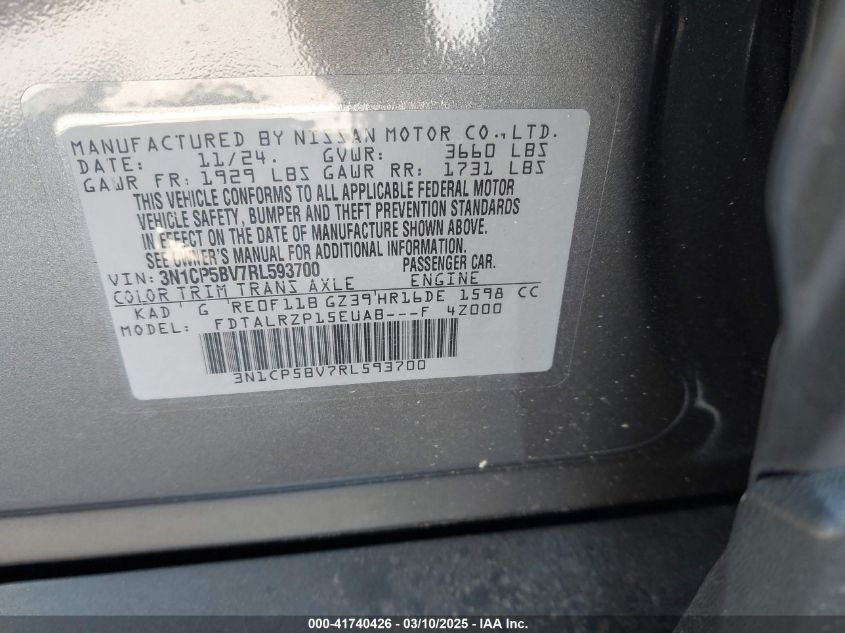 MANUFACTURED BY NISSAN MOTOR CO., LTD.
DATE: 11/24. GVWR: 3660 LBS
GAWR FR: 1929 LBS GAWR RR: 1731 LBS
THIS VEHICLE CONFORMS TO ALL APPLICABLE FEDERAL MOTOR
VEHICLE SAFETY, BUMPER AND THEFT PREVENTION STANDARDS
IN EFFECT ON THE DATE OF MANUFACTURE SHOWN ABOVE.
SEE OWNER'S MANUAL FOR ADDITIONAL INFORMATION.
VIN: 3N1CP5BV7RL593700 PASSENGER CAR.
COLOR TRIM TRANS AXLE ENGINE
KAD G 'RE0F11B GZ39'HR16DE 1598 CC
MODEL: FDTALRZP15EUAB---F 4Z000
3N1CP5BV7RL593700
000-41740426 - 03/10/2025 - IAA Inc.